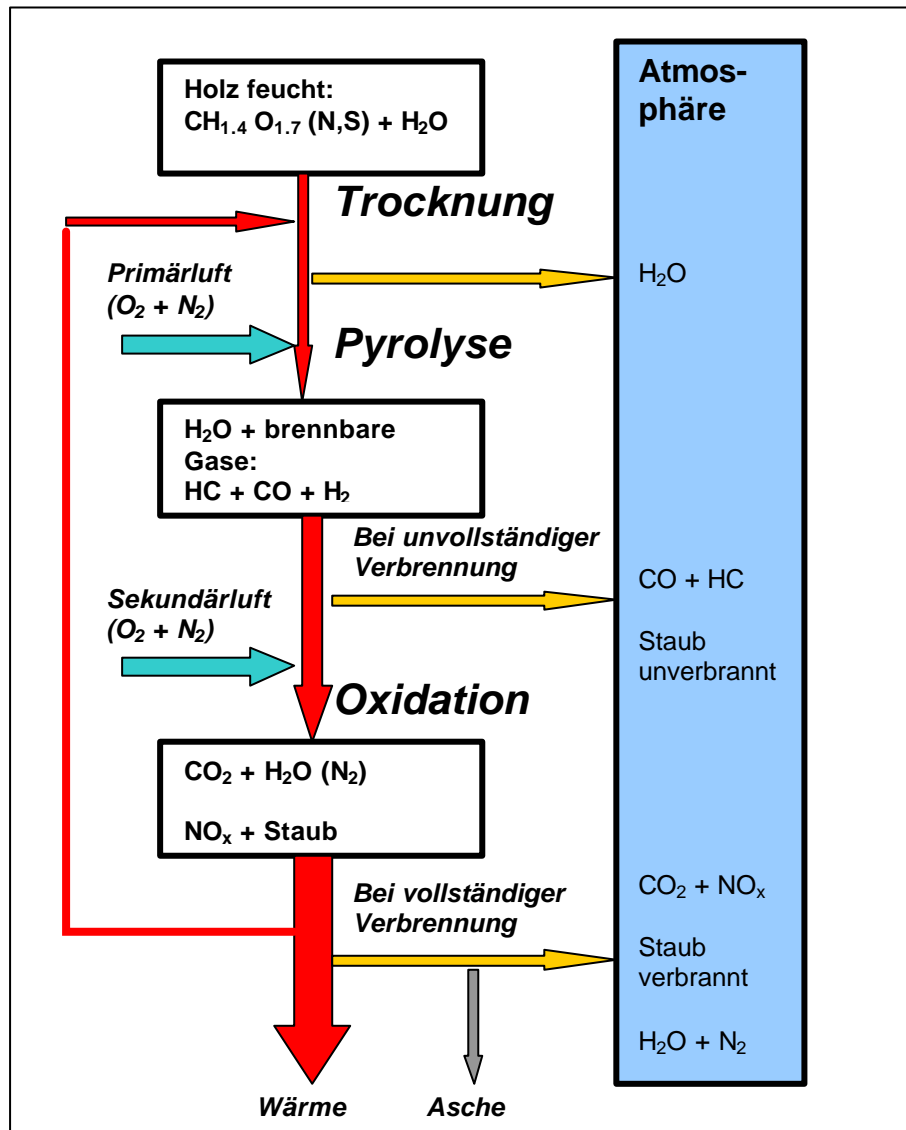 Holz feucht:
CH₁.₄ O₁.₇ (N,S) + H₂O
Atmos-
phäre
Trocknung
H₂O
Primärluft
(O₂ + N₂)
Pyrolyse
H₂O + brennbare
Gase:
HC + CO + H₂
Bei unvollständiger
Verbrennung
CO + HC
Staub
unverbrannt
Sekundärluft
(O₂ + N₂)
Oxidation
CO₂ + H₂O (N₂)
NOₓ + Staub
Bei vollständiger
Verbrennung
CO₂ + NOₓ
Staub
verbrannt
H₂O + N₂
Wärme
Asche